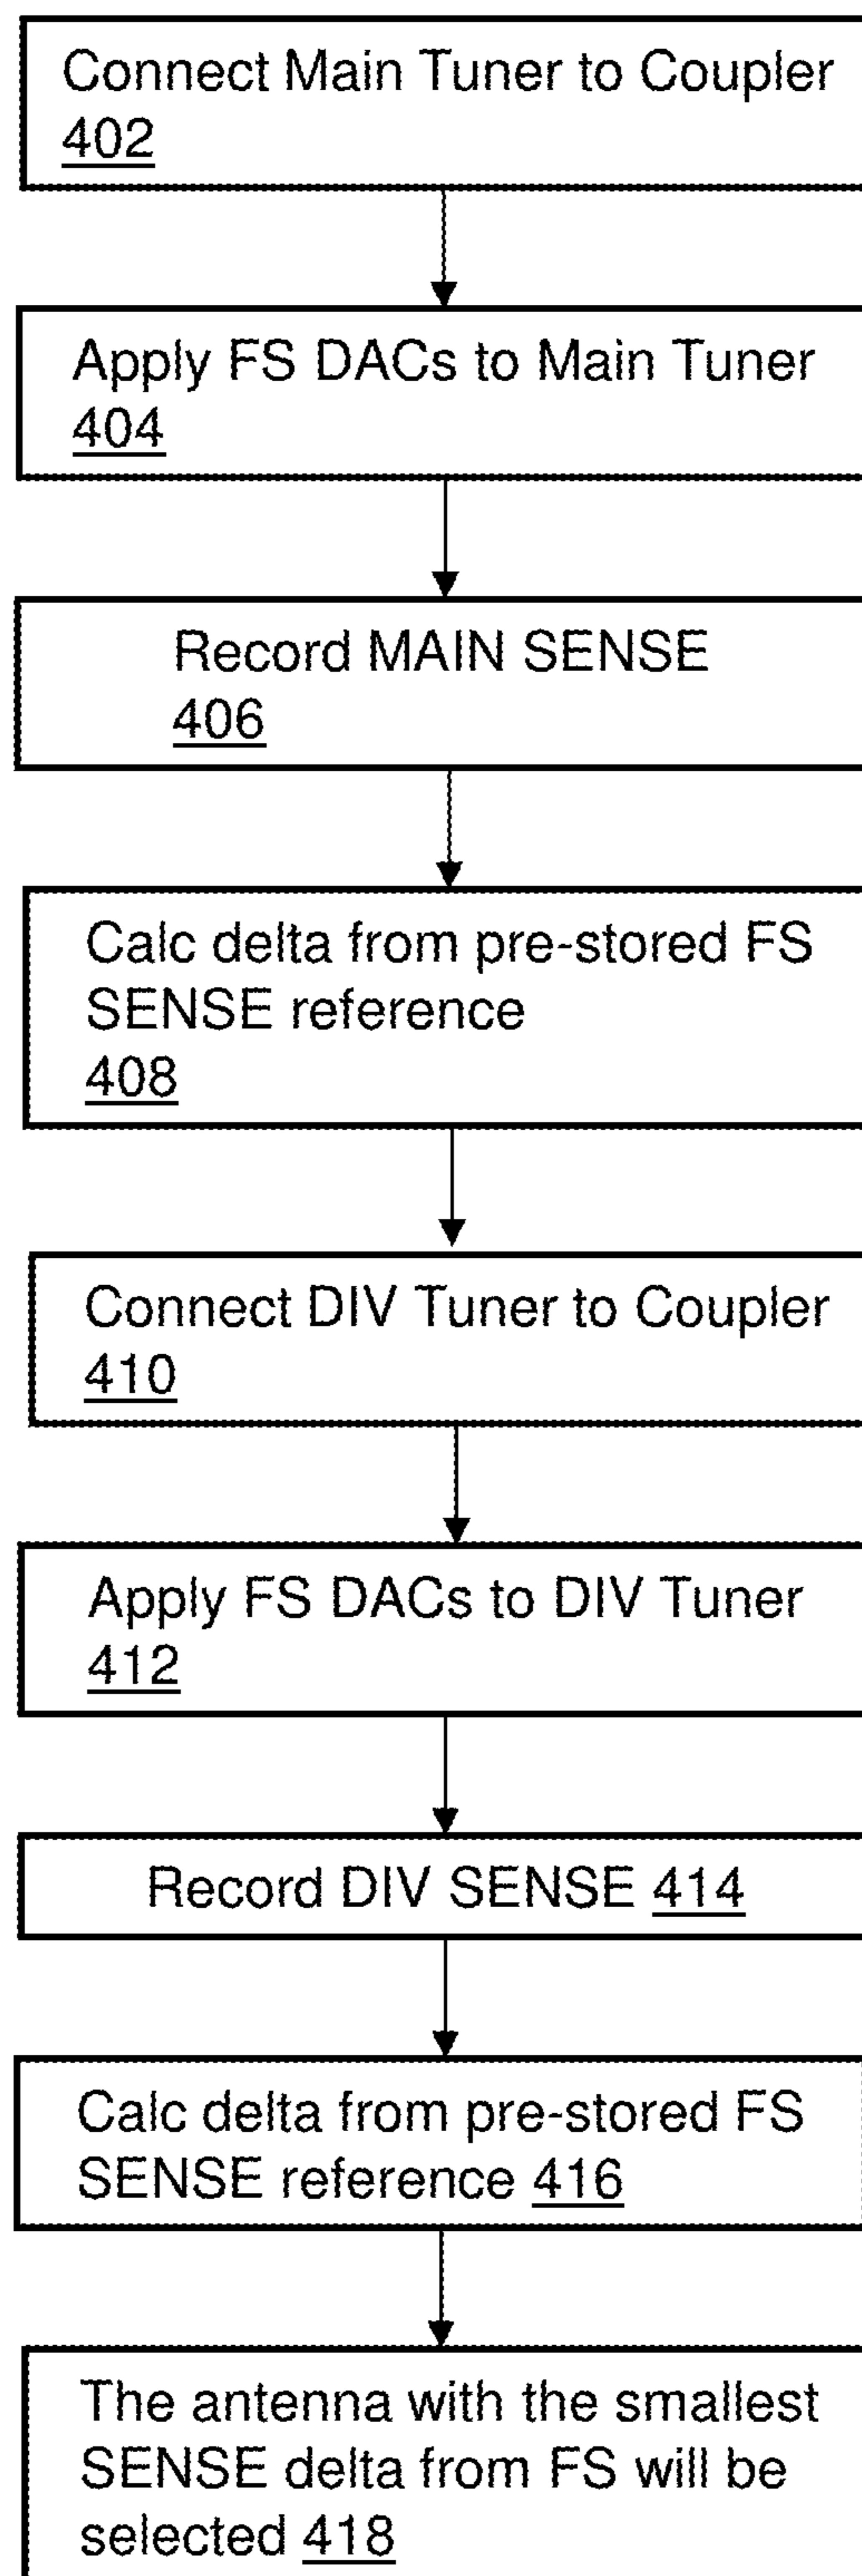 Connect Main Tuner to Coupler
402
Apply FS DACs to Main Tuner
404
Record MAIN SENSE
406
Calc delta from pre-stored FS
SENSE reference
408
Connect DIV Tuner to Coupler
410
Apply FS DACs to DIV Tuner
412
Record DIV SENSE 414
Calc delta from pre-stored FS
SENSE reference 416
The antenna with the smallest
SENSE delta from FS will be
selected 418